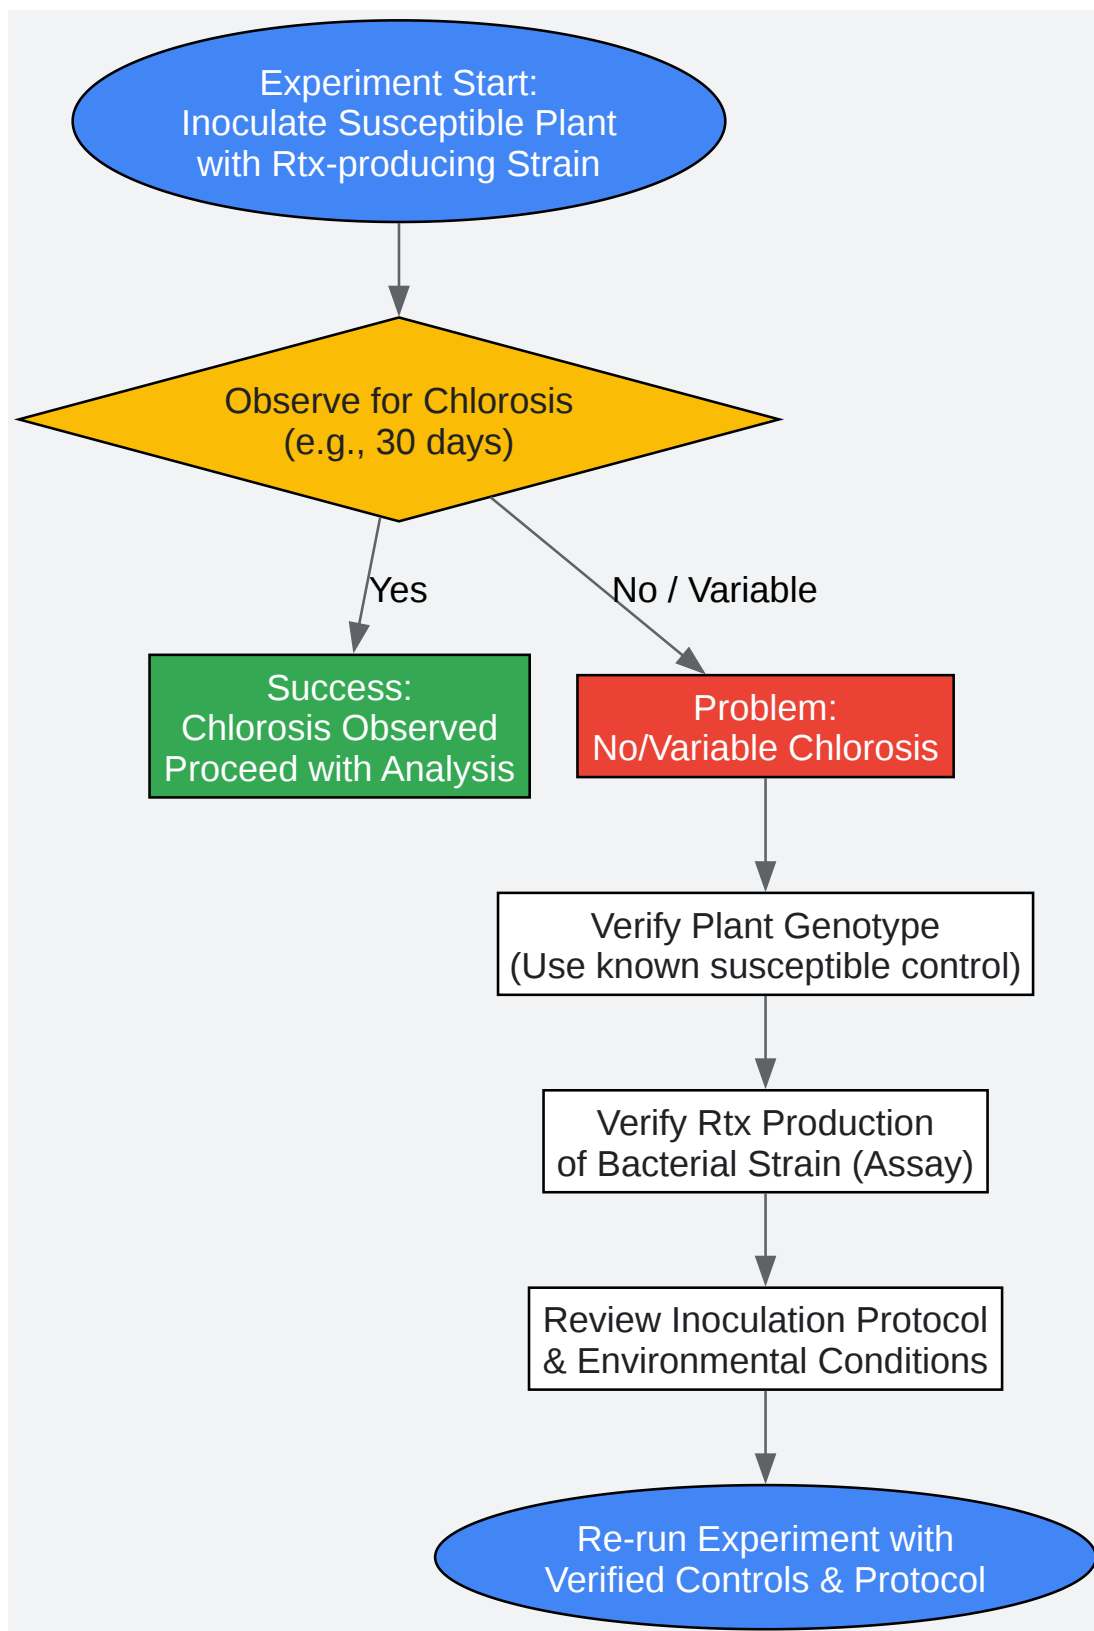 Experiment Start:
Inoculate Susceptible Plant
with Rtx-producing Strain
Observe for Chlorosis
(e.g., 30 days)
Yes
No / Variable
Success:
Chlorosis Observed
Proceed with Analysis
Problem:
No/Variable Chlorosis
Verify Plant Genotype
(Use known susceptible control)
Verify Rtx Production
of Bacterial Strain (Assay)
Review Inoculation Protocol
& Environmental Conditions
Re-run Experiment with
Verified Controls & Protocol